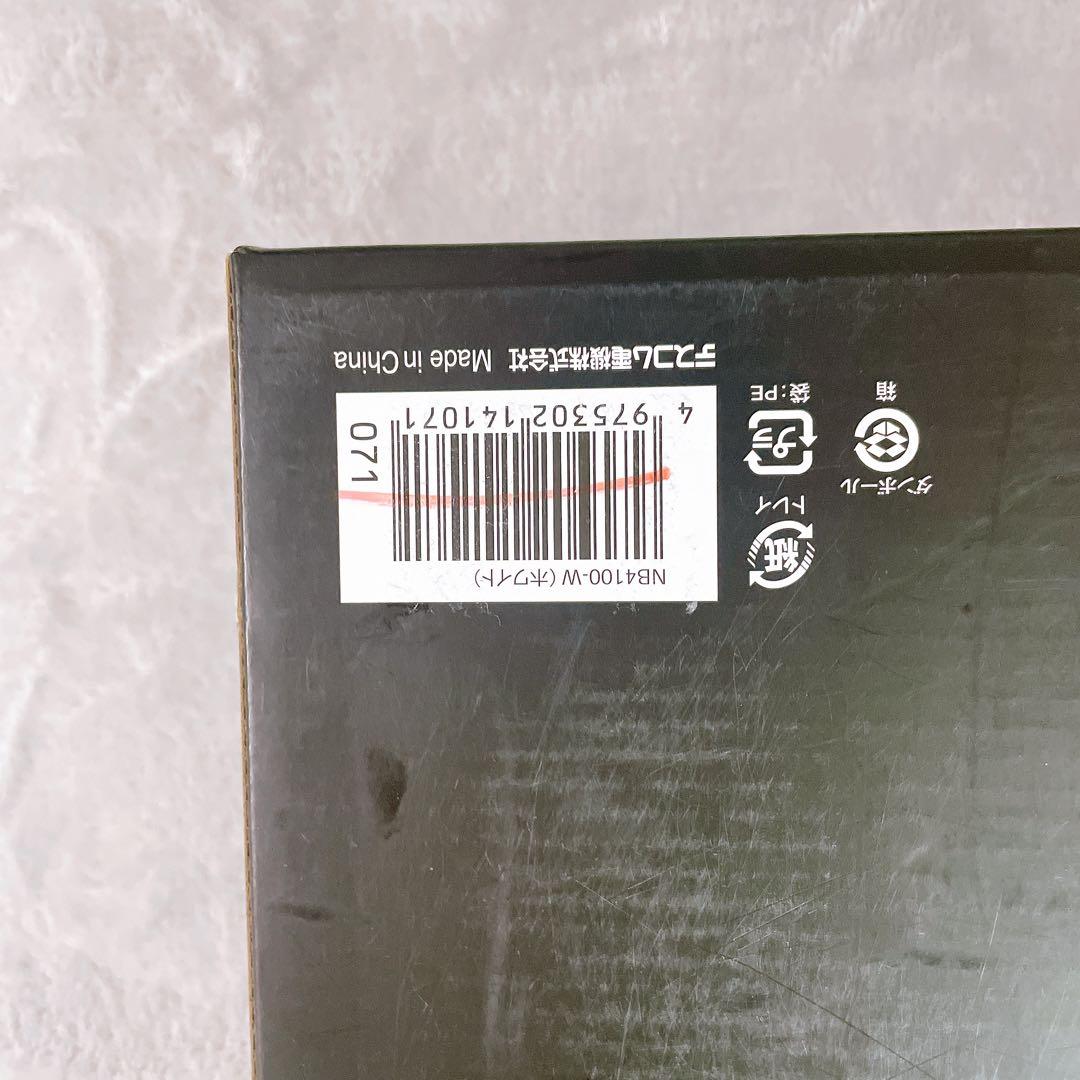 NB4100-W（ホワイト）
071
4 975302 141071
テスコム電機株式会社 Made in China
紙
トレイ
プラ
袋:PE
ダンボール
箱